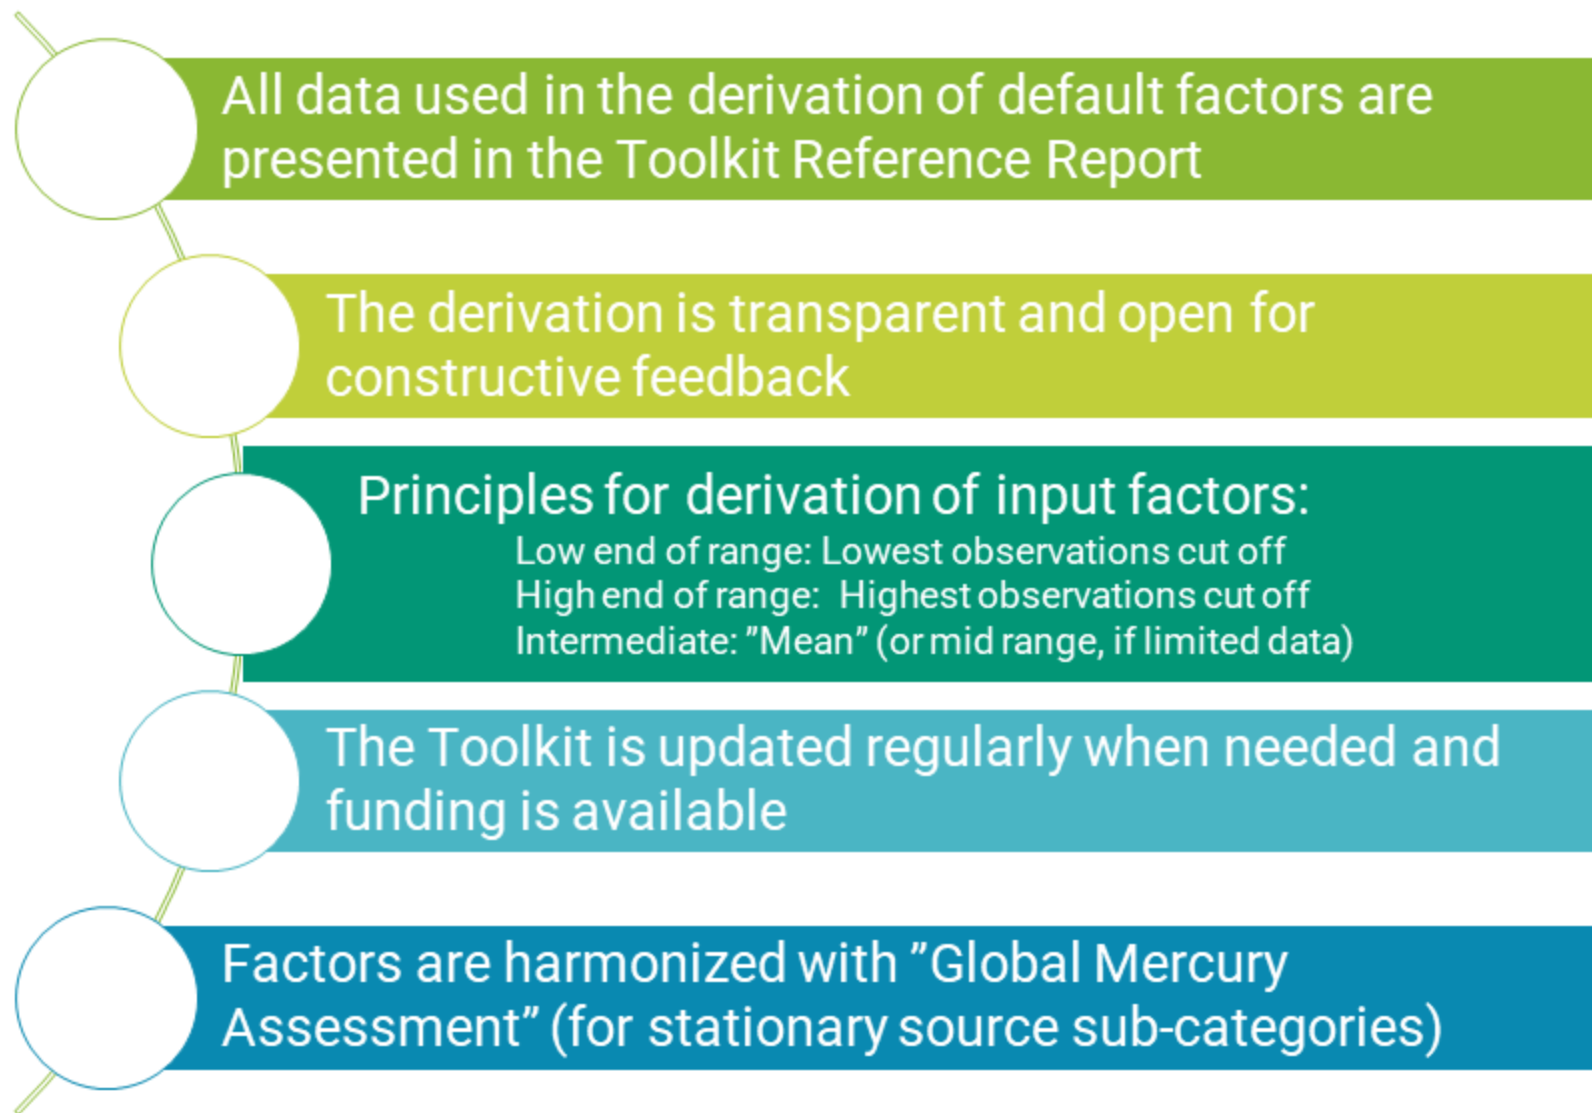 All data used in the derivation of default factors are
presented in the Toolkit Reference Report
The derivation is transparent and open for
constructive feedback
Principles for derivation of input factors:
Low end of range: Lowest observations cut off
High end of range: Highest observations cut off
Intermediate: ”Mean” (or mid range, if limited data)
The Toolkit is updated regularly when needed and
funding is available
Factors are harmonized with ”Global Mercury
Assessment” (for stationary source sub-categories)